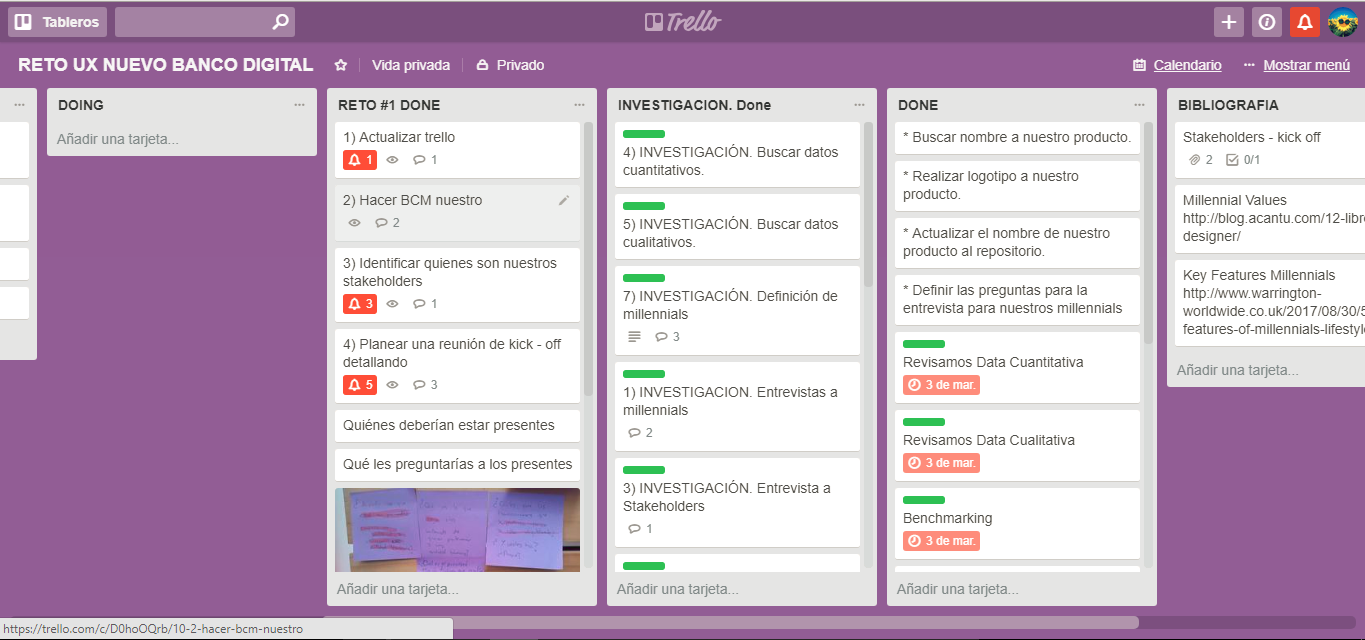 Tableros
Trello
RETO UX NUEVO BANCO DIGITAL
Vida privada
Privado
Calendario
Mostrar menú
DOING
Añadir una tarjeta...
RETO #1 DONE
1) Actualizar trello
1
1
2) Hacer BCM nuestro
2
3) Identificar quienes son nuestros
stakeholders
3
1
4) Planear una reunión de kick - off
detallando
5
3
Quiénes deberían estar presentes
Qué les preguntarías a los presentes
Añadir una tarjeta...
INVESTIGACION. Done
4) INVESTIGACIÓN. Buscar datos
cuantitativos.
5) INVESTIGACIÓN. Buscar datos
cualitativos.
7) INVESTIGACIÓN. Definición de
millennials
3
1) INVESTIGACION. Entrevistas a
millennials
2
3) INVESTIGACIÓN. Entrevista a
Stakeholders
1
Añadir una tarjeta...
DONE
* Buscar nombre a nuestro producto.
* Realizar logotipo a nuestro
producto.
* Actualizar el nombre de nuestro
producto al repositorio.
* Definir las preguntas para la
entrevista para nuestros millennials
Revisamos Data Cuantitativa
3 de mar.
Revisamos Data Cualitativa
3 de mar.
Benchmarking
3 de mar.
Añadir una tarjeta...
BIBLIOGRAFIA
Stakeholders - kick off
2
0/1
Millennial Values
http://blog.acantu.com/12-libr
designer/
Key Features Millennials
http://www.warrington-
worldwide.co.uk/2017/08/30/5
features-of-millennials-lifestyl
Añadir una tarjeta...
https://trello.com/c/D0hoOQrb/10-2-hacer-bcm-nuestro